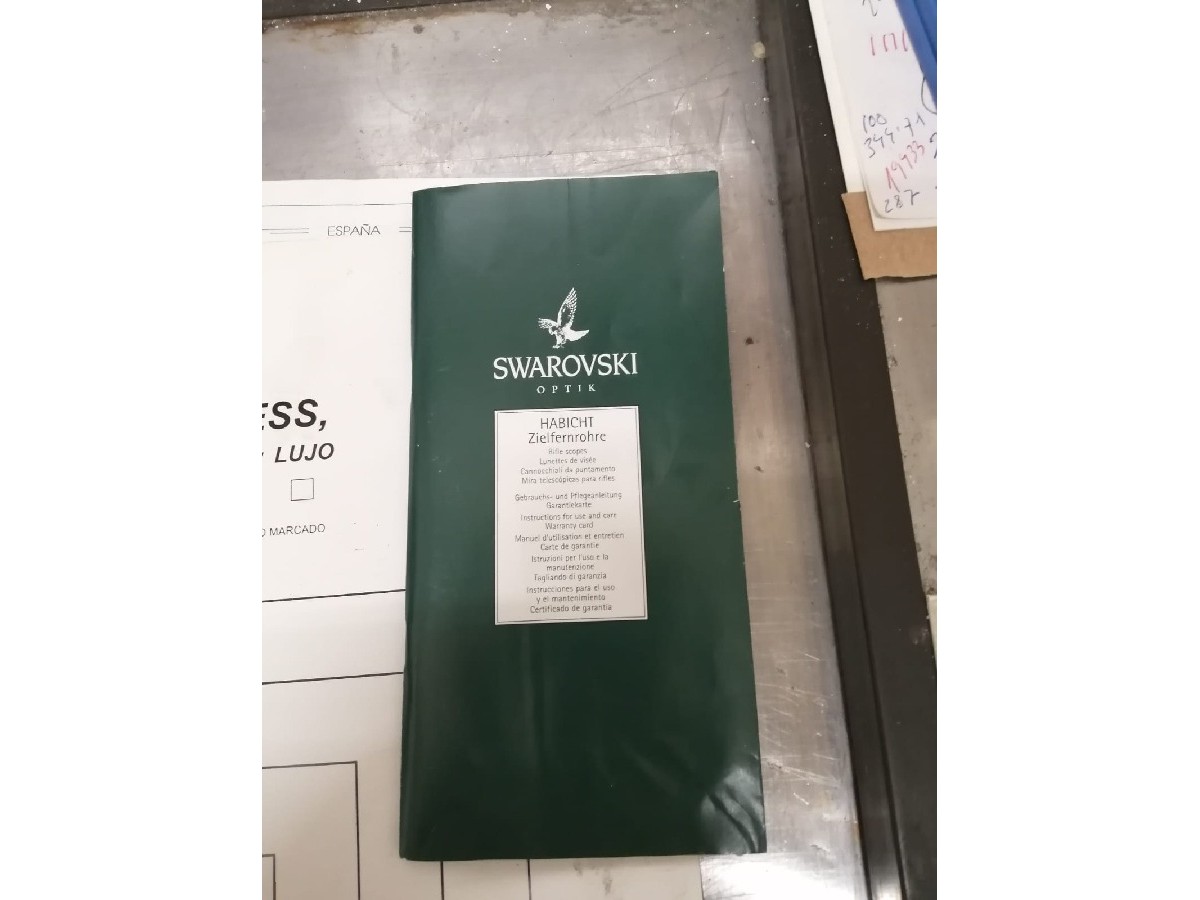 ESPAÑA
ESS,
LUJO
MARCADO
SWAROVSKI
OPTIK
HABICHT
Zielfernrohre
Rifle scopes
Lunettes de visée
Cannocchiali da puntamento
Mira telescópicas para rifles
Gebrauchs- und Pflegeanleitung
Garantiekarte
Instructions for use and care
Warranty card
Manuel d'utilisation et entretien
Carte de garantie
Istruzioni per l'uso e la
manutenzione
Tagliando di garanzia
Instrucciones para el uso
y el mantenimiento
Certificado de garantía
100
344'71
19433
287